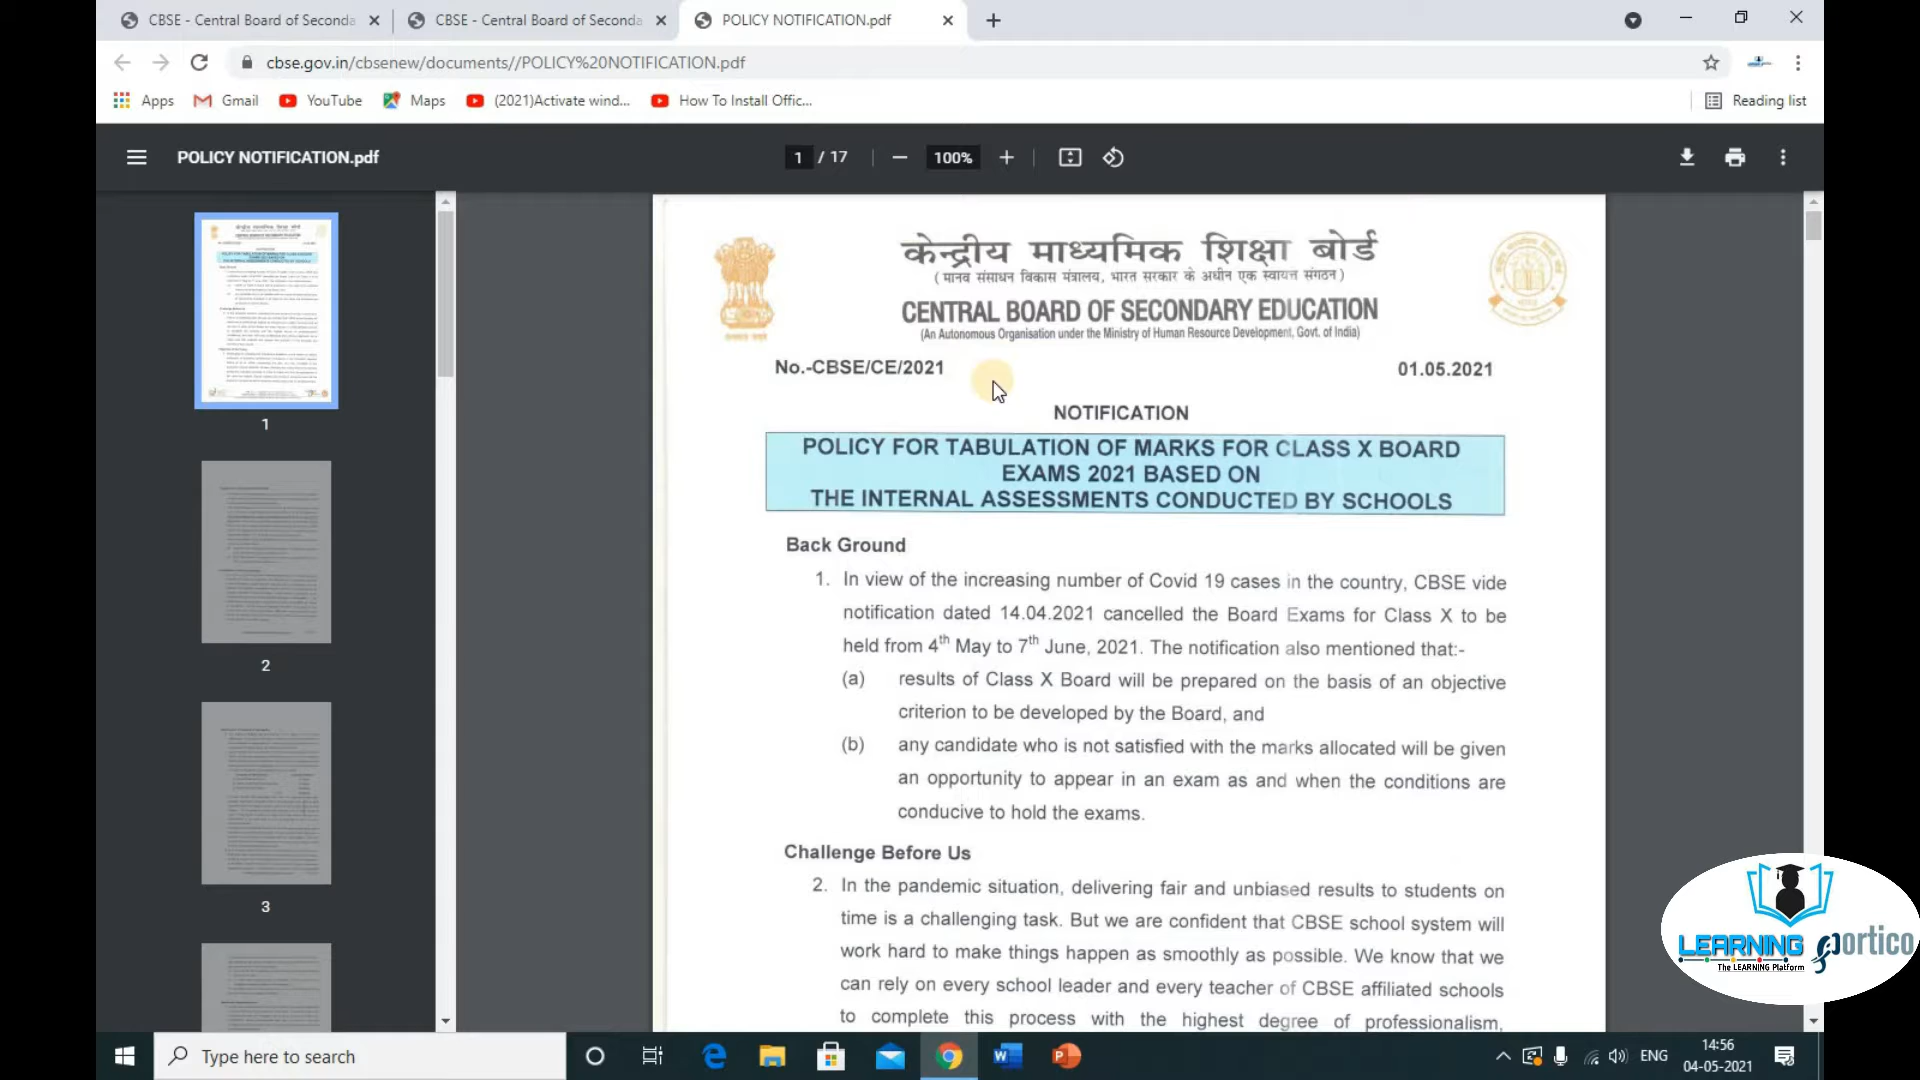 CBSE - Central Board of Seconda
CBSE - Central Board of Seconda
POLICY NOTIFICATION.pdf
cbse.gov.in/cbsenew/documents//POLICY%20NOTIFICATION.pdf
Apps
Gmail
YouTube
Maps
(2021)Activate wind...
How To Install Offic...
Reading list
POLICY NOTIFICATION.pdf
1 / 17
100%
1
2
3
केन्द्रीय माध्यमिक शिक्षा बोर्ड
(मानव संसाधन विकास मंत्रालय, भारत सरकार के अधीन एक स्वायत्त संगठन)
CENTRAL BOARD OF SECONDARY EDUCATION
(An Autonomous Organisation under the Ministry of Human Resource Development, Govt. of India)
No.-CBSE/CE/2021
01.05.2021
NOTIFICATION
POLICY FOR TABULATION OF MARKS FOR CLASS X BOARD
EXAMS 2021 BASED ON
THE INTERNAL ASSESSMENTS CONDUCTED BY SCHOOLS
Back Ground
1. In view of the increasing number of Covid 19 cases in the country, CBSE vide
notification dated 14.04.2021 cancelled the Board Exams for Class X to be
held from 4th May to 7th June, 2021. The notification also mentioned that:-
(a) results of Class X Board will be prepared on the basis of an objective
criterion to be developed by the Board, and
(b) any candidate who is not satisfied with the marks allocated will be given
an opportunity to appear in an exam as and when the conditions are
conducive to hold the exams.
Challenge Before Us
2. In the pandemic situation, delivering fair and unbiased results to students on
time is a challenging task. But we are confident that CBSE school system will
work hard to make things happen as smoothly as possible. We know that we
can rely on every school leader and every teacher of CBSE affiliated schools
to complete this process with the highest degree of professionalism,
LEARNING portico
The LEARNING Platform
Type here to search
ENG
14:56
04-05-2021